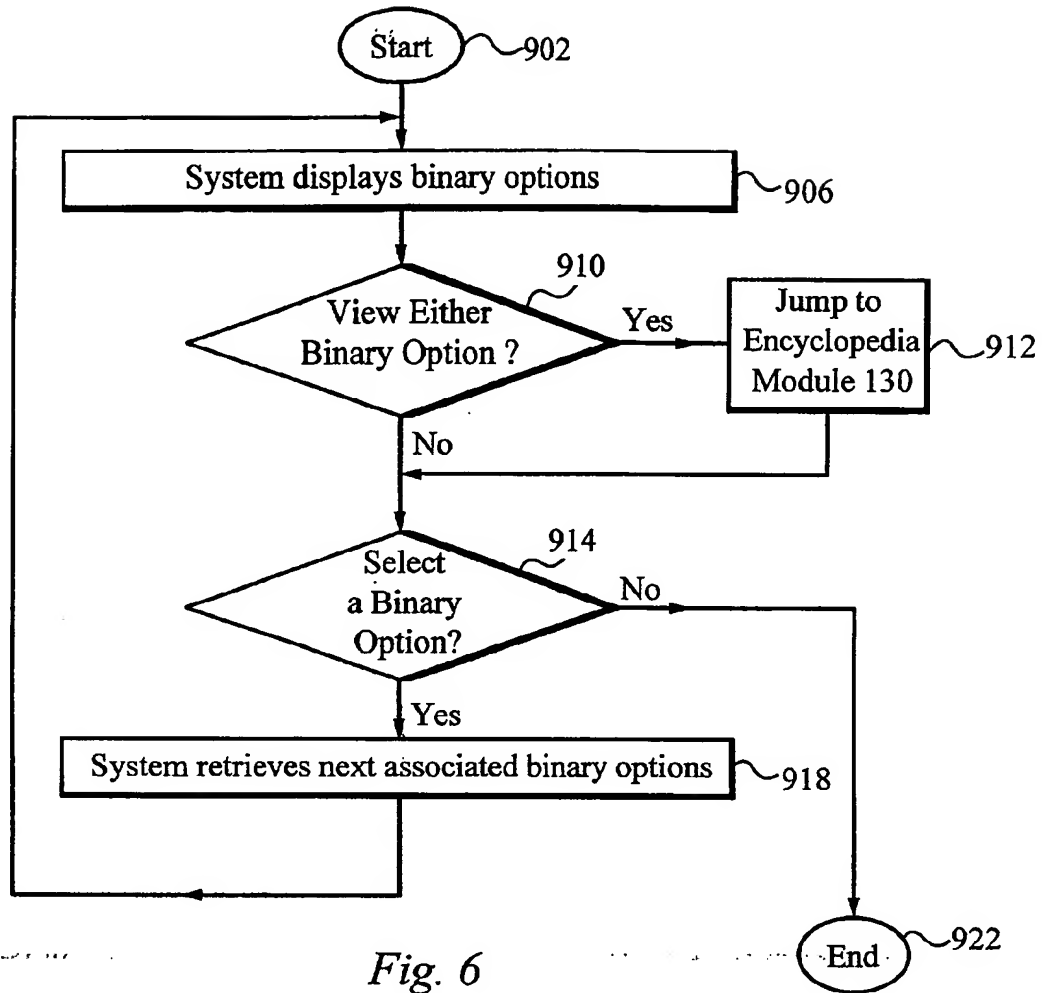 Start
902
System displays binary options
906
910
View Either
Binary Option ?
Yes
Jump to
Encyclopedia
Module 130
912
No
914
Select
a Binary
Option?
No
Yes
System retrieves next associated binary options
918
End
922
Fig. 6